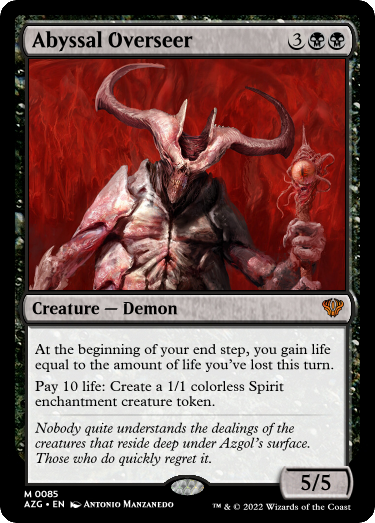 Abyssal Overseer 3
Creature — Demon
At the beginning of your end step, you gain life
equal to the amount of life you've lost this turn.
Pay 10 life: Create a 1/1 colorless Spirit
enchantment creature token.
Nobody quite understands the dealings of the
creatures that reside deep under Azgol's surface.
Those who do quickly regret it.
5/5
M 0085
AZG • EN Antonio Manzanedo
™ & © 2022 Wizards of the Coast